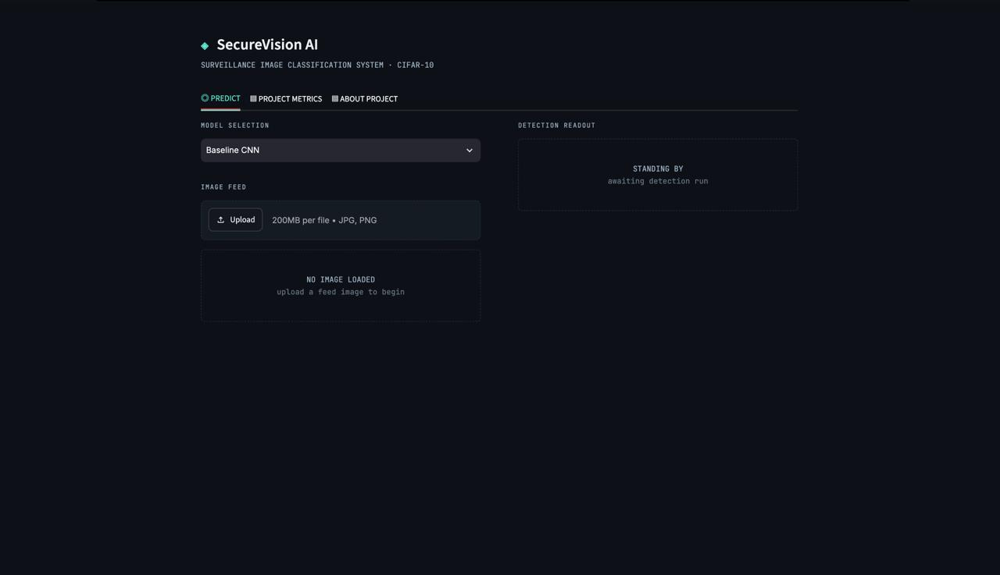 SecureVision AI
SURVEILLANCE IMAGE CLASSIFICATION SYSTEM · CIFAR-10
PREDICT PROJECT METRICS ABOUT PROJECT
MODEL SELECTION
Baseline CNN
IMAGE FEED
Upload 200MB per file • JPG, PNG
NO IMAGE LOADED
upload a feed image to begin
DETECTION READOUT
STANDING BY
awaiting detection run